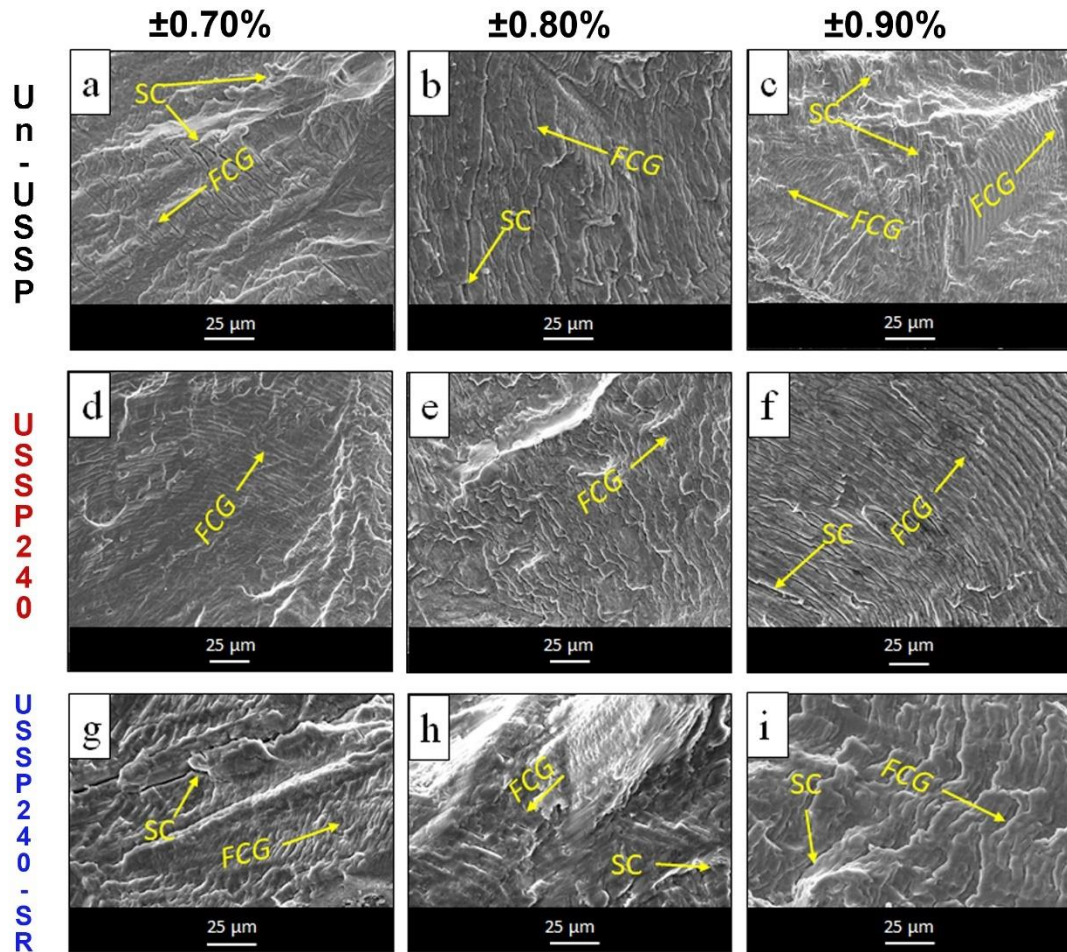 ±0.70% ±0.80% ±0.90%
Un-USSP
a
SC
FCG
25 µm
b
FCG
SC
25 µm
c
SC
FCG
FCG
25 µm
USSP240
d
FCG
25 µm
e
FCG
25 µm
f
FCG
SC
25 µm
USSP240-SR
g
SC
FCG
25 µm
h
FCG
SC
25 µm
i
SC
FCG
25 µm